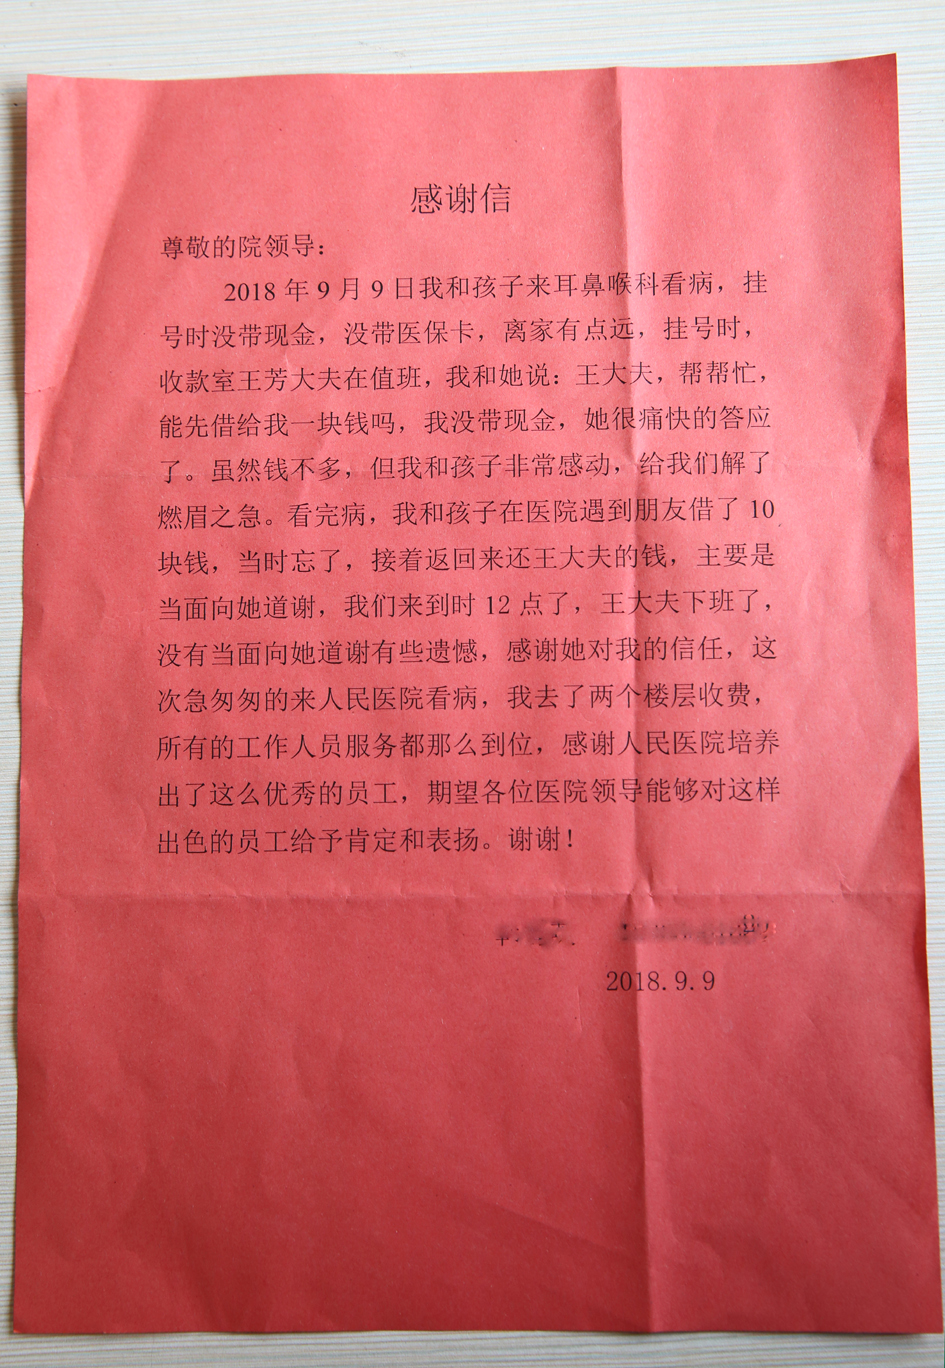 感谢信
尊敬的院领导：
2018年9月9日我和孩子来耳鼻喉科看病，挂
号时没带现金，没带医保卡，离家有点远，挂号时，
收款室王芳大夫在值班，我和她说：王大夫，帮帮忙，
能先借给我一块钱吗，我没带现金，她很痛快的答应
了。虽然钱不多，但我和孩子非常感动，给我们解了
燃眉之急。看完病，我和孩子在医院遇到朋友借了10
块钱，当时忘了，接着返回来还王大夫的钱，主要是
当面向她道谢，我们来到时12点了，王大夫下班了，
没有当面向她道谢有些遗憾，感谢她对我的信任，这
次急匆匆的来人民医院看病，我去了两个楼层收费，
所有的工作人员服务都那么到位，感谢人民医院培养
出了这么优秀的员工，期望各位医院领导能够对这样
出色的员工给予肯定和表扬。谢谢！
2018.9.9